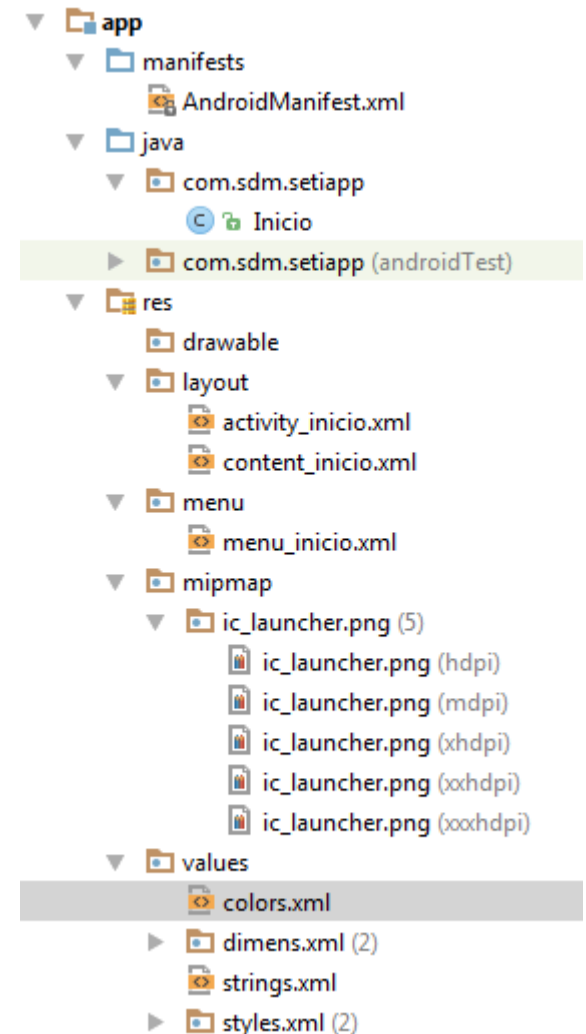 app
manifests
AndroidManifest.xml
java
com.sdm.setiapp
C Inicio
com.sdm.setiapp (androidTest)
res
drawable
layout
activity_inicio.xml
content_inicio.xml
menu
menu_inicio.xml
mipmap
ic_launcher.png (5)
ic_launcher.png (hdpi)
ic_launcher.png (mdpi)
ic_launcher.png (xhdpi)
ic_launcher.png (xxhdpi)
ic_launcher.png (xxxhdpi)
values
colors.xml
dimens.xml (2)
strings.xml
styles.xml (2)